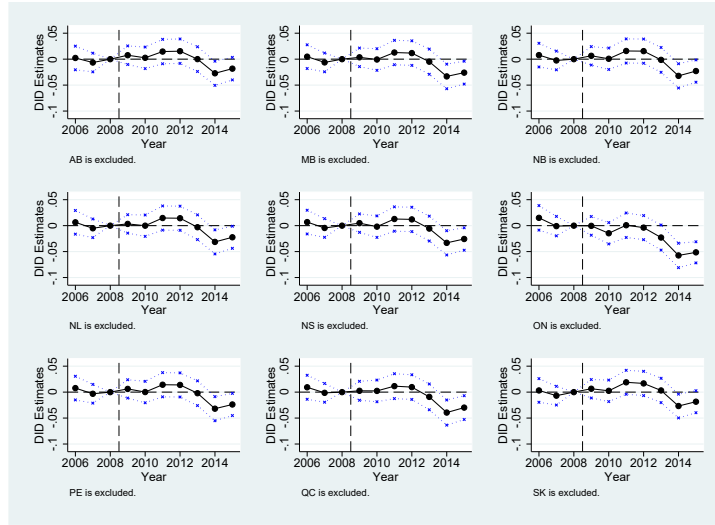 DID Estimates
.05
0
-.05
-.1
2006 2008 2010 2012 2014
Year
AB is excluded.
DID Estimates
.05
0
-.05
-.1
2006 2008 2010 2012 2014
Year
MB is excluded.
DID Estimates
.05
0
-.05
-.1
2006 2008 2010 2012 2014
Year
NB is excluded.
DID Estimates
.05
0
-.05
-.1
2006 2008 2010 2012 2014
Year
NL is excluded.
DID Estimates
.05
0
-.05
-.1
2006 2008 2010 2012 2014
Year
NS is excluded.
DID Estimates
.05
0
-.05
-.1
2006 2008 2010 2012 2014
Year
ON is excluded.
DID Estimates
.05
0
-.05
-.1
2006 2008 2010 2012 2014
Year
PE is excluded.
DID Estimates
.05
0
-.05
-.1
2006 2008 2010 2012 2014
Year
QC is excluded.
DID Estimates
.05
0
-.05
-.1
2006 2008 2010 2012 2014
Year
SK is excluded.